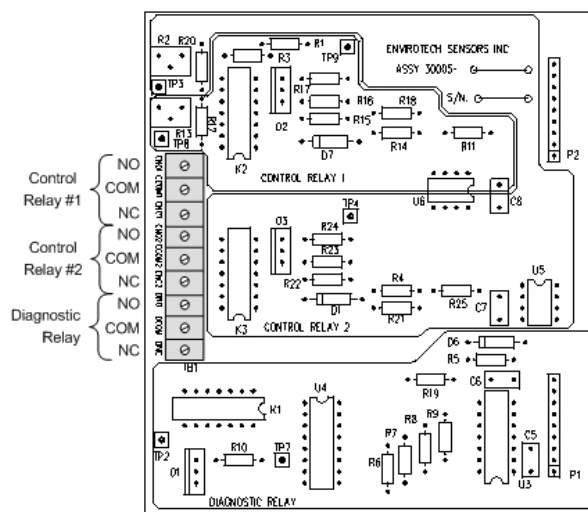 R2
R20
R1
R3
TP9
ENVIROTECH SENSORS INC
ASSY 30005-
S/N.
TP3
R17
R16
R15
R18
R13
R12
TP8
Q2
D7
R14
R11
P2
K2
CONTROL RELAY 1
U6
C8
Control
Relay #1
NO
COM
NC
Control
Relay #2
NO
COM
NC
Diagnostic
Relay
NO
COM
NC
TB1
TP4
Q3
R24
R23
R22
D1
R4
R21
R25
C7
U5
K3
CONTROL RELAY 2
D6
R5
C6
R19
K1
U4
R9
R8
R7
R6
TP2
Q1
R10
TP7
C5
U3
P1
DIAGNOSTIC RELAY